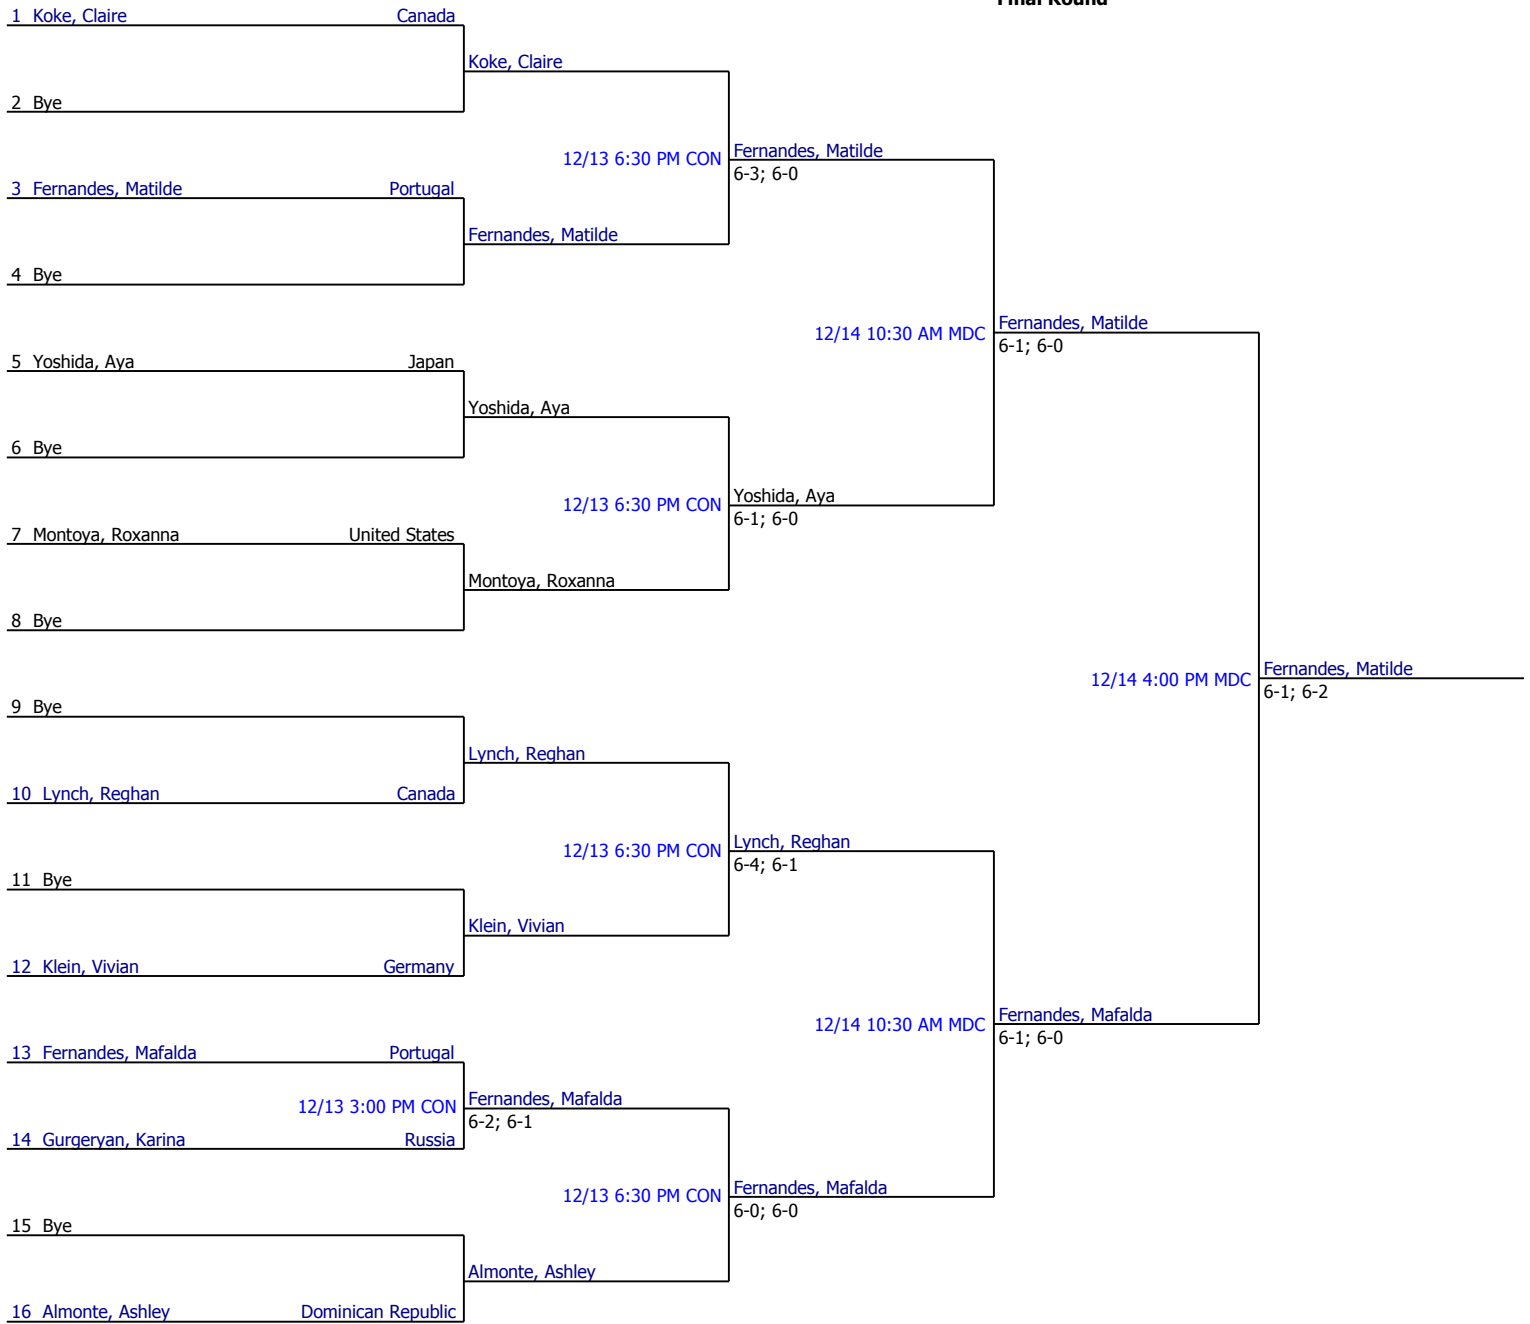 Final Round
1 Koke, Claire Canada
Koke, Claire
2 Bye
12/13 6:30 PM CON Fernandes, Matilde
6-3; 6-0
3 Fernandes, Matilde Portugal
Fernandes, Matilde
4 Bye
12/14 10:30 AM MDC Fernandes, Matilde
6-1; 6-0
5 Yoshida, Aya Japan
Yoshida, Aya
6 Bye
12/13 6:30 PM CON Yoshida, Aya
6-1; 6-0
7 Montoya, Roxanna United States
Montoya, Roxanna
8 Bye
12/14 4:00 PM MDC Fernandes, Matilde
6-1; 6-2
9 Bye
Lynch, Reghan
10 Lynch, Reghan Canada
12/13 6:30 PM CON Lynch, Reghan
6-4; 6-1
11 Bye
Klein, Vivian
12 Klein, Vivian Germany
12/14 10:30 AM MDC Fernandes, Mafalda
6-1; 6-0
13 Fernandes, Mafalda Portugal
12/13 3:00 PM CON Fernandes, Mafalda
6-2; 6-1
14 Gurgeryan, Karina Russia
12/13 6:30 PM CON Fernandes, Mafalda
6-0; 6-0
15 Bye
Almonte, Ashley
16 Almonte, Ashley Dominican Republic